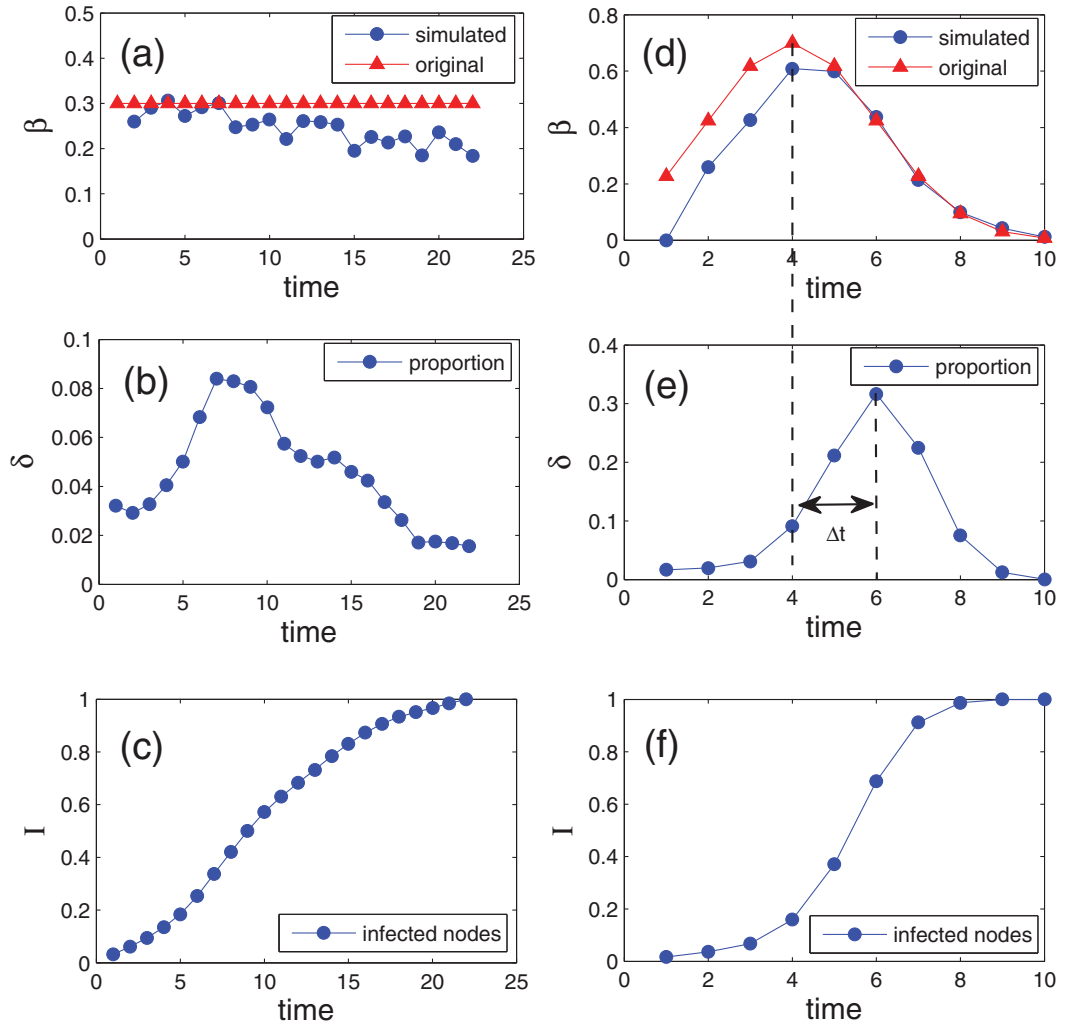 (a)
simulated
original
0.5
0.4
0.3
0.2
0.1
0
β
0 5 10 15 20 25
time
(d)
simulated
original
0.8
0.6
0.4
0.2
0
β
0 2 4 6 8 10
time
(b)
proportion
0.1
0.08
0.06
0.04
0.02
0
δ
0 5 10 15 20 25
time
(e)
proportion
0.4
0.3
0.2
0.1
0
δ
Δt
0 2 4 6 8 10
time
(c)
1
0.8
0.6
0.4
0.2
0
I
infected nodes
0 5 10 15 20 25
time
(f)
1
0.8
0.6
0.4
0.2
0
I
infected nodes
0 2 4 6 8 10
time